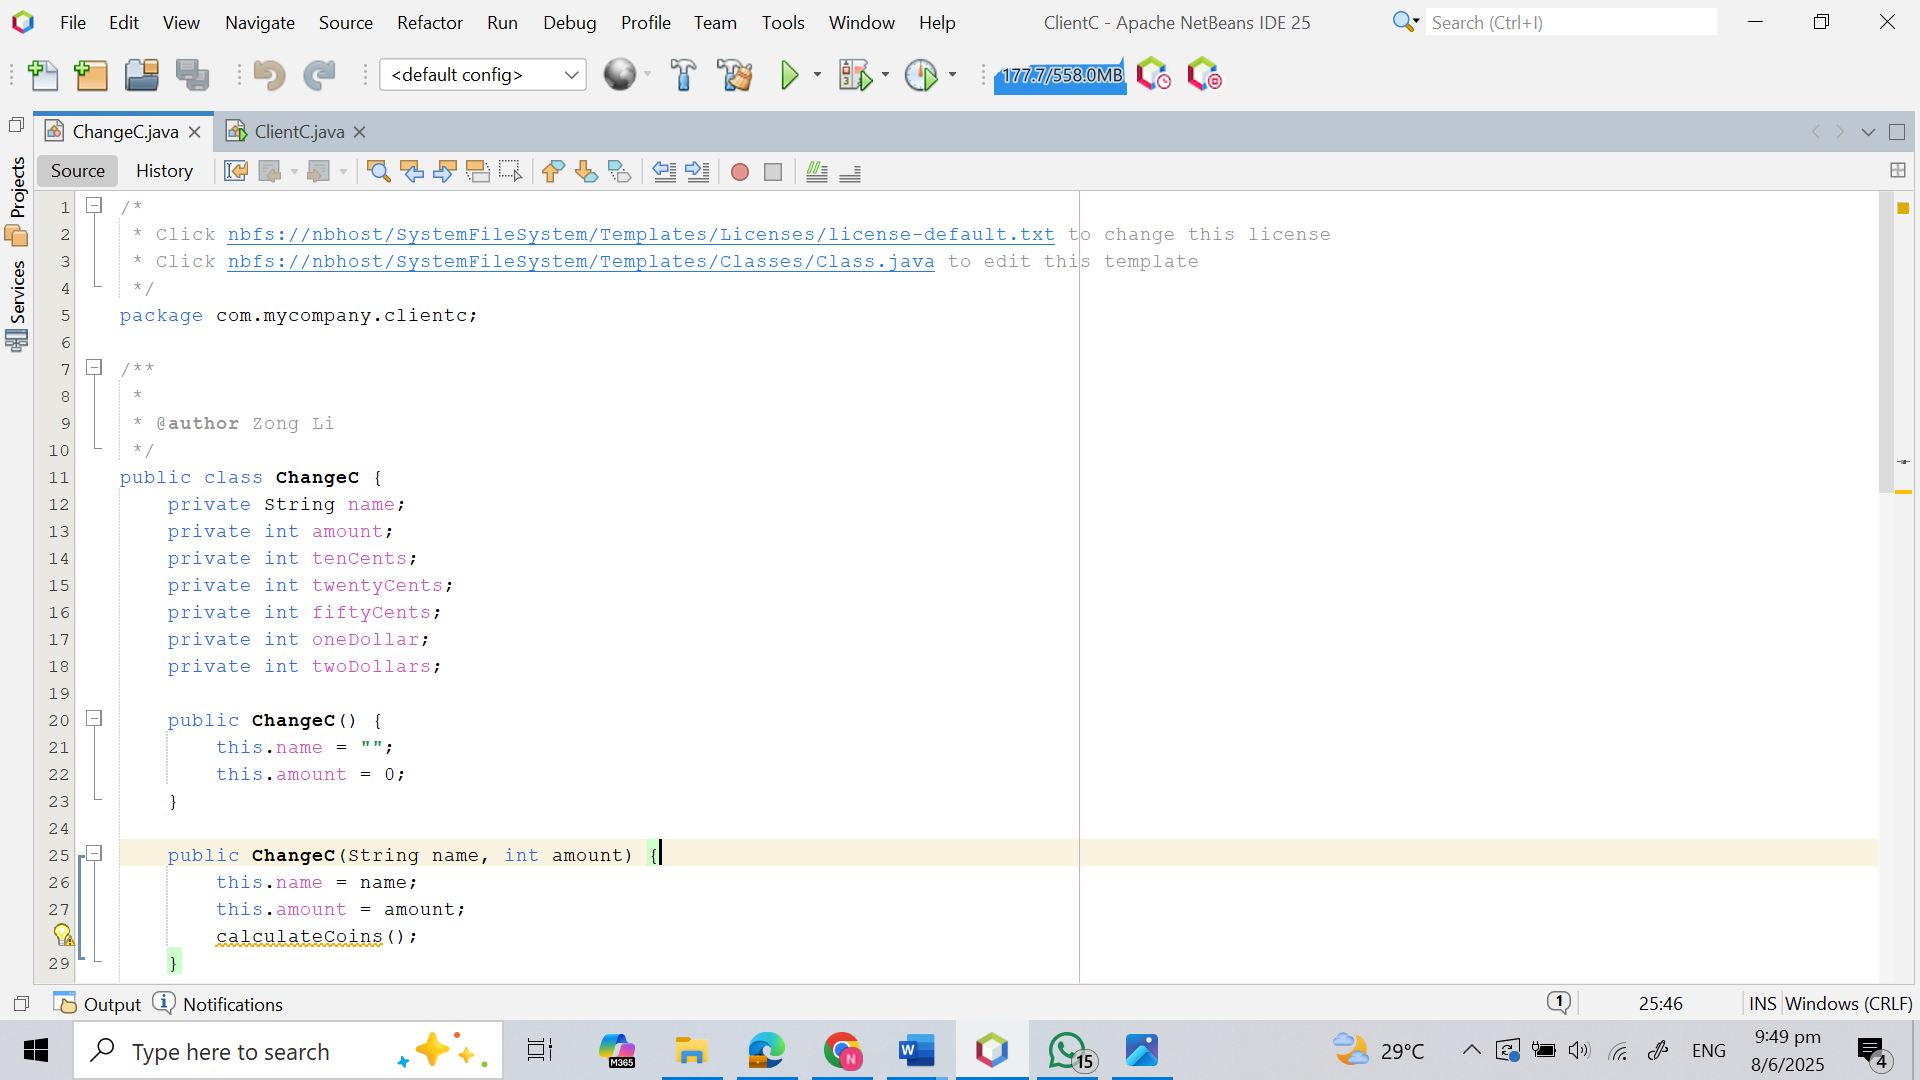 File Edit View Navigate Source Refactor Run Debug Profile Team Tools Window Help ClientC - Apache NetBeans IDE 25 Search (Ctrl+I)
<default config> 177.7/558.0MB
ChangeC.java ClientC.java
Source History
Projects
Services
1 /*
2 * Click nbfs://nbhost/SystemFileSystem/Templates/Licenses/license-default.txt to change this license
3 * Click nbfs://nbhost/SystemFileSystem/Templates/Classes/Class.java to edit this template
4 */
5 package com.mycompany.clientc;
6
7 /**
8 *
9 * @author Zong Li
10 */
11 public class ChangeC {
12 private String name;
13 private int amount;
14 private int tenCents;
15 private int twentyCents;
16 private int fiftyCents;
17 private int oneDollar;
18 private int twoDollars;
19
20 public ChangeC() {
21 this.name = "";
22 this.amount = 0;
23 }
24
25 public ChangeC(String name, int amount) {
26 this.name = name;
27 this.amount = amount;
calculateCoins();
29 }
Output Notifications 1 25:46 INS Windows (CRLF)
Type here to search M365 N W 15 29°C ENG 9:49 pm 8/6/2025 4